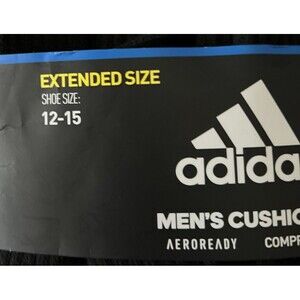 EXTENDED SIZE
SHOE SIZE:
12-15
adida
MEN'S CUSHIO
AEROREADY COMPR